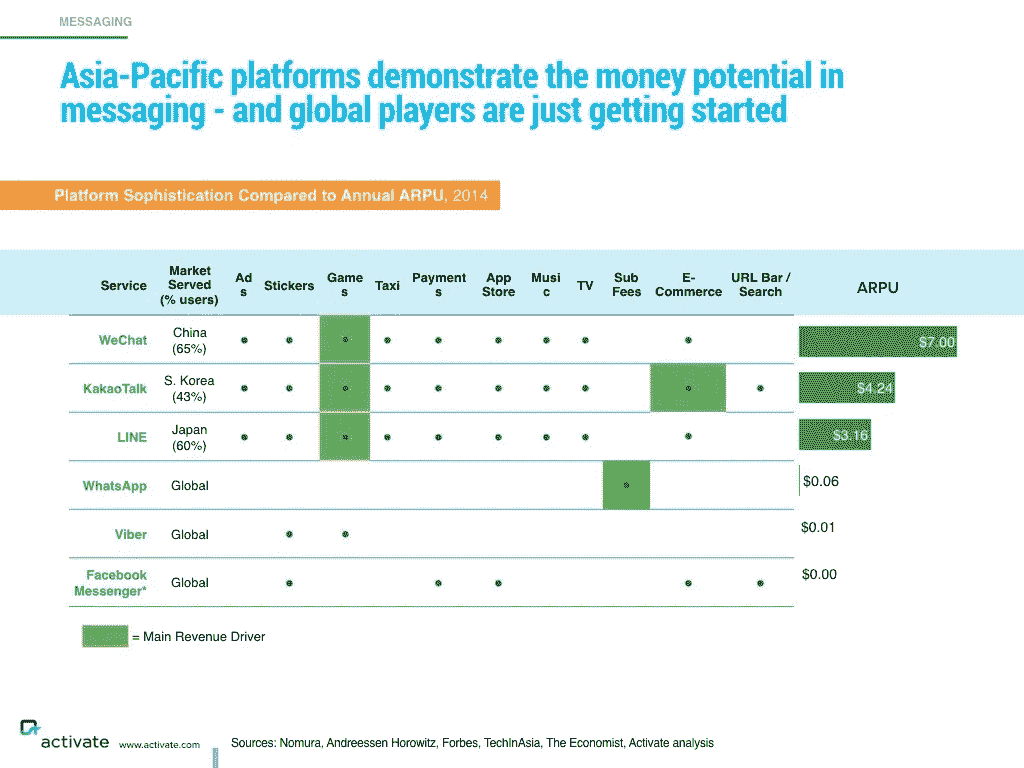 MESSAGING
Asia-Pacific platforms demonstrate the money potential in
messaging - and global players are just getting started
Platform Sophistication Compared to Annual ARPU, 2014
Service Market Served (% users) Ads Stickers Games Taxi Payments App Store Music TV Sub Fees E-Commerce URL Bar / Search ARPU
WeChat China (65%) $7.00
KakaoTalk S. Korea (43%) $4.24
LINE Japan (60%) $3.16
WhatsApp Global $0.06
Viber Global $0.01
Facebook Messenger* Global $0.00
= Main Revenue Driver
activate www.activate.com Sources: Nomura, Andreessen Horowitz, Forbes, TechInAsia, The Economist, Activate analysis